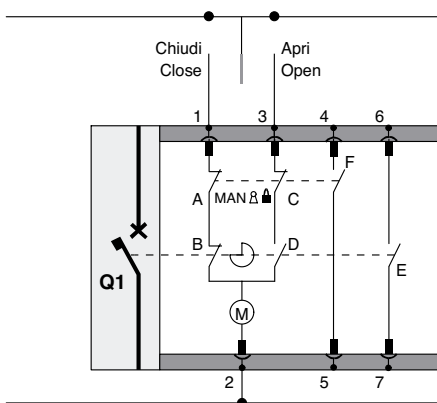 Chiudi Apri
Close Open
1 3 4 6
F
A MAN C
B D
E
Q1
M
2 5 7